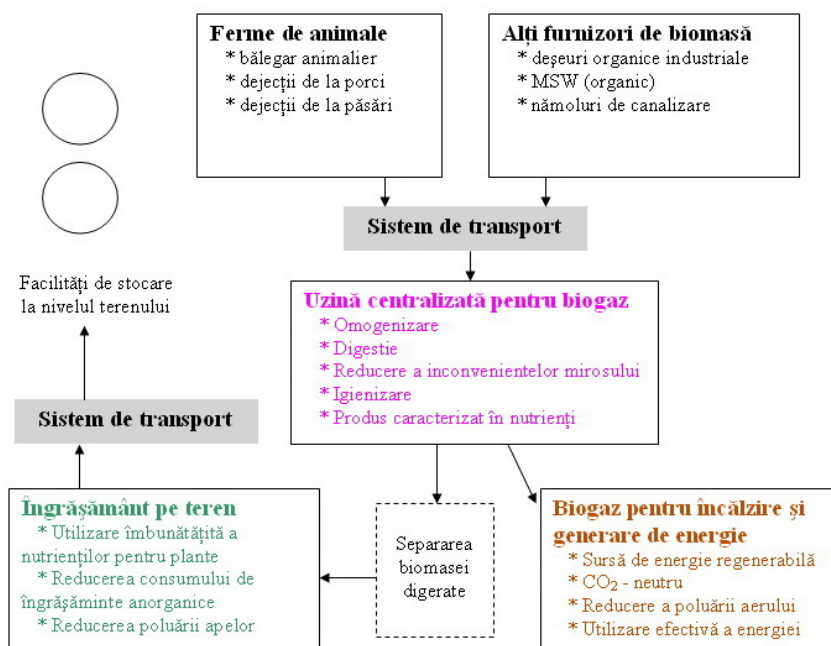 Ferme de animale
* bălegar animalier
* dejecții de la porci
* dejecții de la păsări
Alți furnizori de biomasă
* deșeuri organice industriale
* MSW (organic)
* nămoluri de canalizare
Sistem de transport
Facilități de stocare
la nivelul terenului
Uzină centralizată pentru biogaz
* Omogenizare
* Digestie
* Reducere a inconvenientelor mirosului
* Igienizare
* Produs caracterizat în nutrienți
Sistem de transport
Îngrășământ pe teren
* Utilizare îmbunătățită a
nutrienților pentru plante
* Reducerea consumului de
îngrășăminte anorganice
* Reducerea poluării apelor
Separarea
biomasei
digerate
Biogaz pentru încălzire și
generare de energie
* Sursă de energie regenerabilă
* CO₂ - neutru
* Reducere a poluării aerului
* Utilizare efectivă a energiei